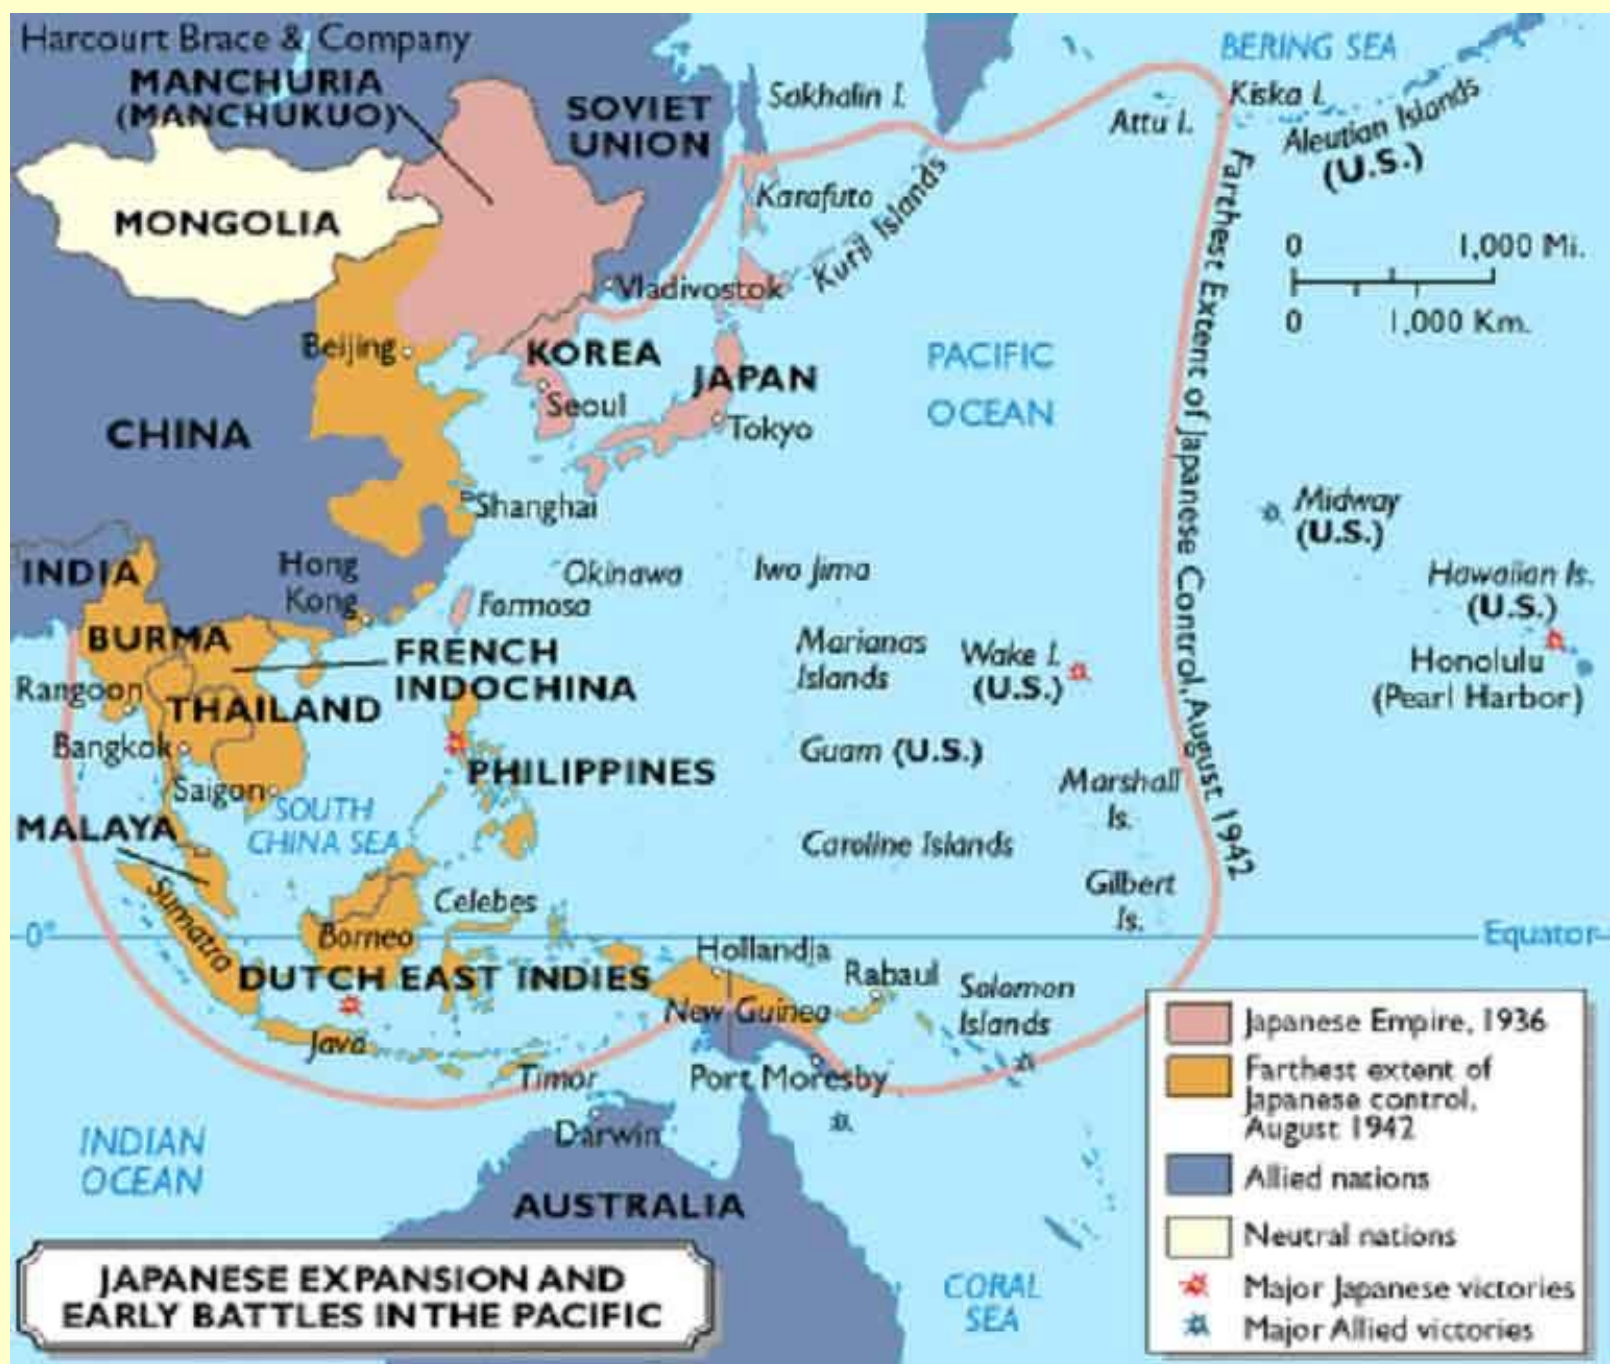 Harcourt Brace & Company
MANCHURIA
(MANCHUKUO)
SOVIET
UNION
Sakhalin I.
BERING SEA
Kiska I.
Attu I.
Aleutian Islands
(U.S.)
MONGOLIA
Karafuto
Kuril Islands
Vladivostok
0 1,000 Mi.
0 1,000 Km.
Farthest Extent of Japanese Control, August 1942
Beijing
KOREA
JAPAN
Seoul
Tokyo
PACIFIC
OCEAN
CHINA
Shanghai
Midway
(U.S.)
INDIA
Hong
Kong
Okinawa
Iwo Jima
Formosa
Hawaiian Is.
(U.S.)
Honolulu
(Pearl Harbor)
BURMA
FRENCH
INDOCHINA
Marianas
Islands
Wake I.
(U.S.)
Rangoon
THAILAND
Bangkok
Guam (U.S.)
PHILIPPINES
Saigon
SOUTH
CHINA SEA
Marshall
Is.
MALAYA
Caroline Islands
Gilbert
Is.
Sumatra
Celebes
Borneo
0°
Equator
Hollandia
DUTCH EAST INDIES
Rabaul
Solomon
Islands
New Guinea
Java
Timor
Port Moresby
Darwin
INDIAN
OCEAN
AUSTRALIA
CORAL
SEA
Japanese Empire, 1936
Farthest extent of
Japanese control,
August 1942
Allied nations
Neutral nations
Major Japanese victories
Major Allied victories
JAPANESE EXPANSION AND
EARLY BATTLES IN THE PACIFIC